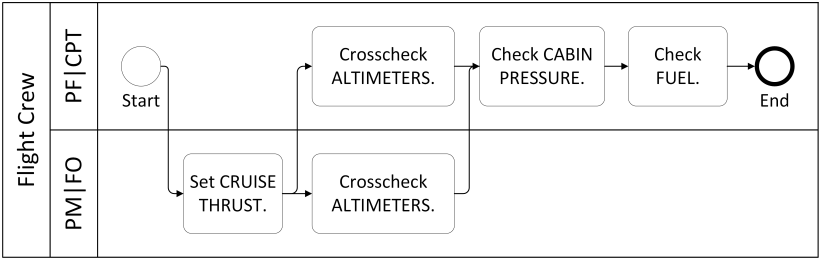 Flight Crew
PF|CPT
Start
Crosscheck
ALTIMETERS.
Check CABIN
PRESSURE.
Check
FUEL.
End
PM|FO
Set CRUISE
THRUST.
Crosscheck
ALTIMETERS.